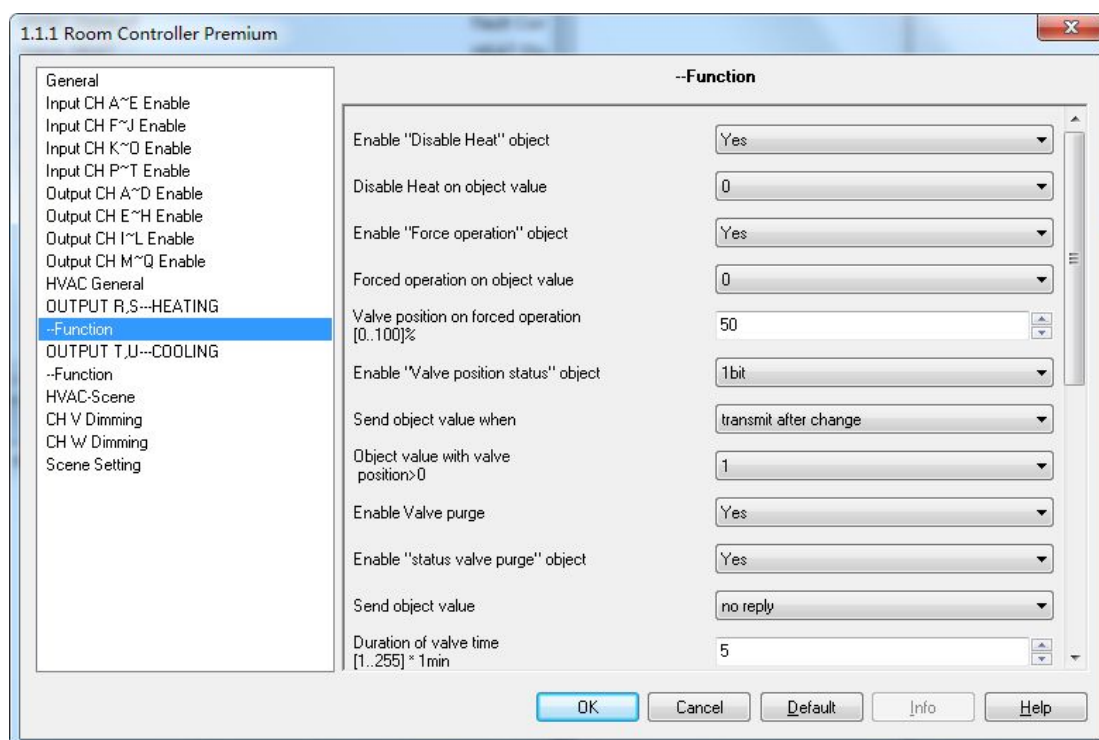 1.1.1 Room Controller Premium
General
Input CH A~E Enable
Input CH F~J Enable
Input CH K~O Enable
Input CH P~T Enable
Output CH A~D Enable
Output CH E~H Enable
Output CH I~L Enable
Output CH M~Q Enable
HVAC General
OUTPUT R,S---HEATING
--Function
OUTPUT T,U---COOLING
--Function
HVAC-Scene
CH V Dimming
CH W Dimming
Scene Setting
--Function
Enable "Disable Heat" object
Yes
Disable Heat on object value
0
Enable "Force operation" object
Yes
Forced operation on object value
0
Valve position on forced operation
[0..100]%
50
Enable "Valve position status" object
1bit
Send object value when
transmit after change
Object value with valve
position>0
1
Enable Valve purge
Yes
Enable "status valve purge" object
Yes
Send object value
no reply
Duration of valve time
[1..255] * 1min
5
OK
Cancel
Default
Info
Help